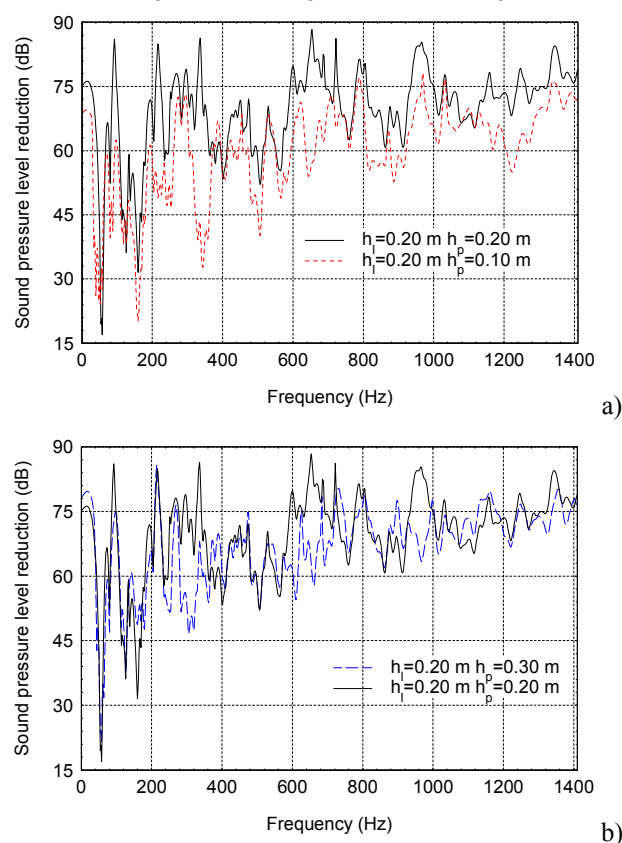 90
75
60
45
30
15
Sound pressure level reduction (dB)
h_l=0.20 m h_p=0.20 m
h_l=0.20 m h_p=0.10 m
0 200 400 600 800 1000 1200 1400
Frequency (Hz)
a)
90
75
60
45
30
15
Sound pressure level reduction (dB)
h_l=0.20 m h_p=0.30 m
h_l=0.20 m h_p=0.20 m
0 200 400 600 800 1000 1200 1400
Frequency (Hz)
b)